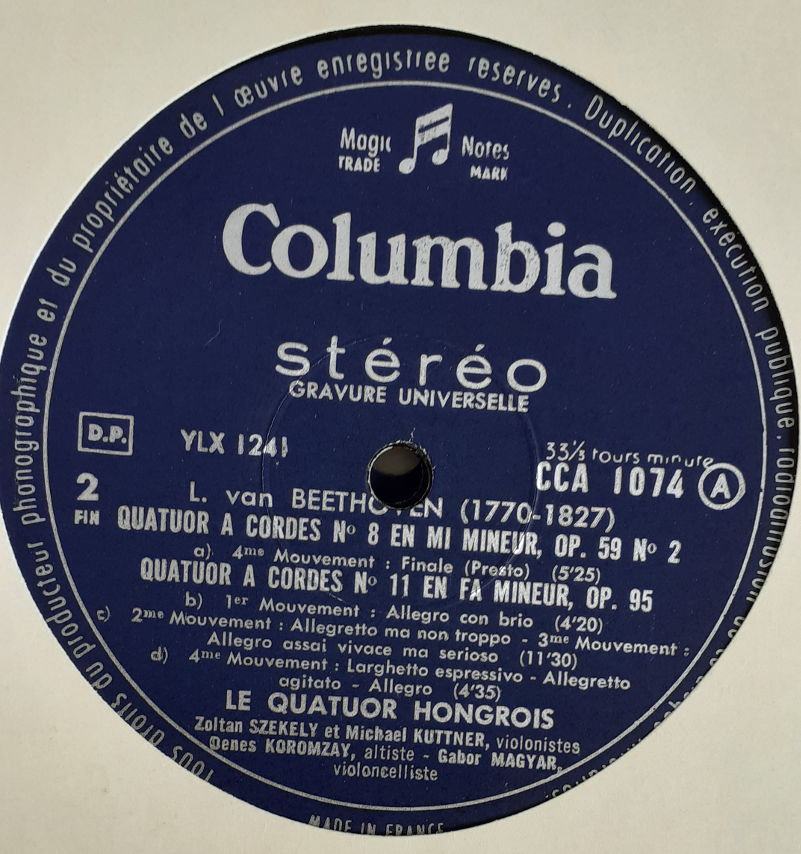 Tous droits du producteur phonographique et du propriétaire de l'œuvre enregistrée réservés. Duplication, exécution publique, radiodiffusion
Magic Notes
TRADE MARK
Columbia
stéréo
GRAVURE UNIVERSELLE
D.P.
YLX 1241
33⅓ tours minute
CCA 1074 A
2
FIN
L. van BEETHOVEN (1770-1827)
QUATUOR A CORDES Nº 8 EN MI MINEUR, OP. 59 Nº 2
a) 4me Mouvement : Finale (Presto) (5'25)
QUATUOR A CORDES Nº 11 EN FA MINEUR, OP. 95
b) 1er Mouvement : Allegro con brio (4'20)
c) 2me Mouvement : Allegretto ma non troppo - 3me Mouvement :
Allegro assai vivace ma serioso (11'30)
d) 4me Mouvement : Larghetto espressivo - Allegretto
agitato - Allegro (4'35)
LE QUATUOR HONGROIS
Zoltan SZEKELY et Michael KUTTNER, violonistes
Denes KOROMZAY, altiste - Gabor MAGYAR,
violoncelliste
MADE IN FRANCE